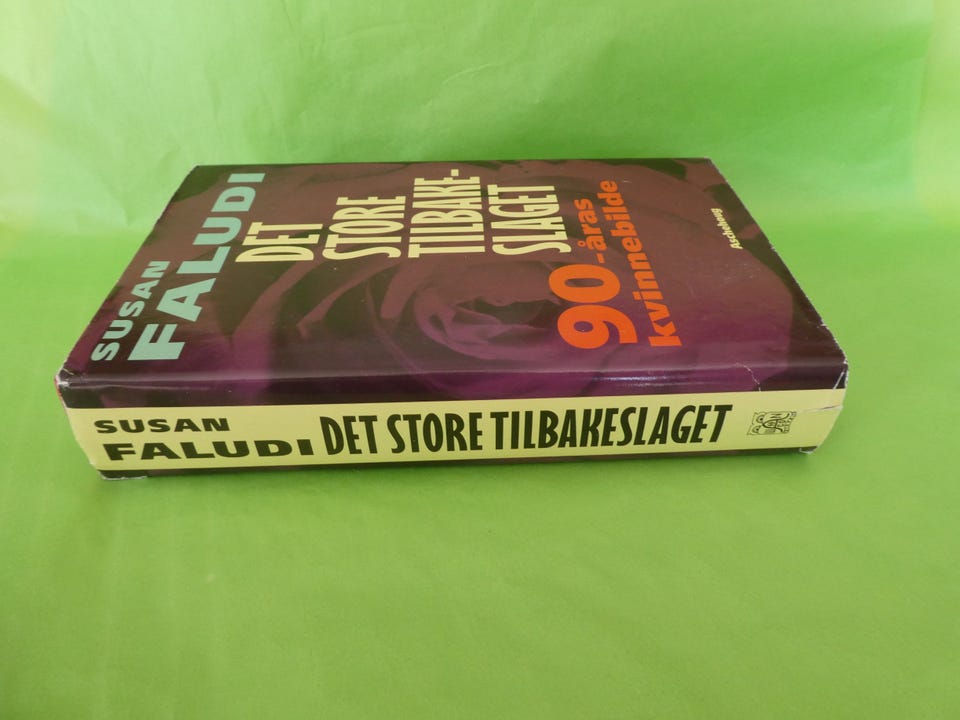 SUSAN
FALUDI
DET
STORE
TILBAKE-
SLAGET
90-åras
kvinnebilde
Aschehoug
SUSAN
FALUDI
DET STORE TILBAKESLAGET